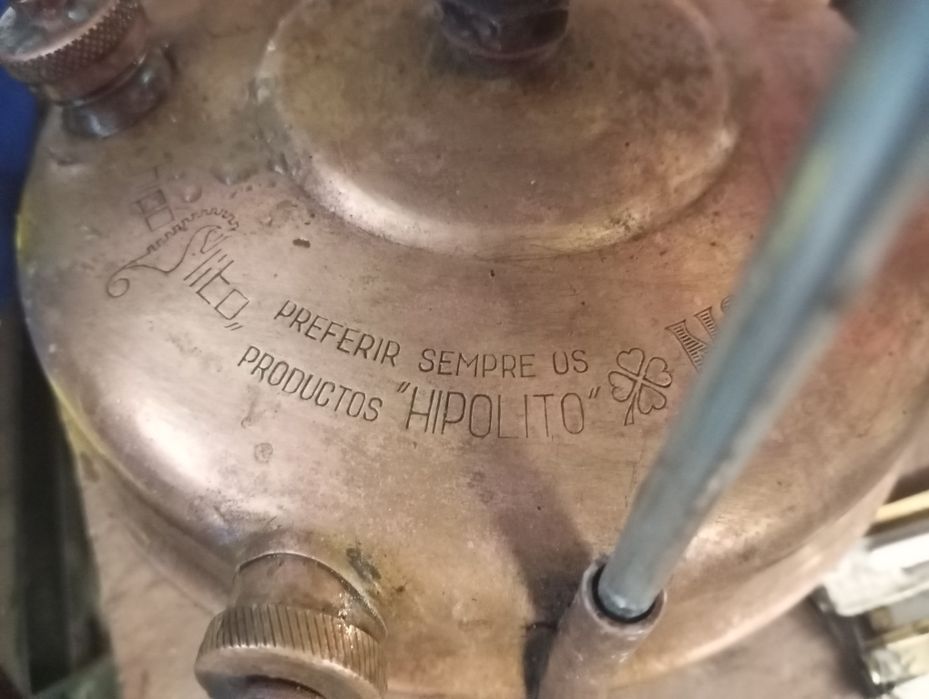 lito„
PREFERIR SEMPRE US
PRODUCTOS "HIPOLITO"